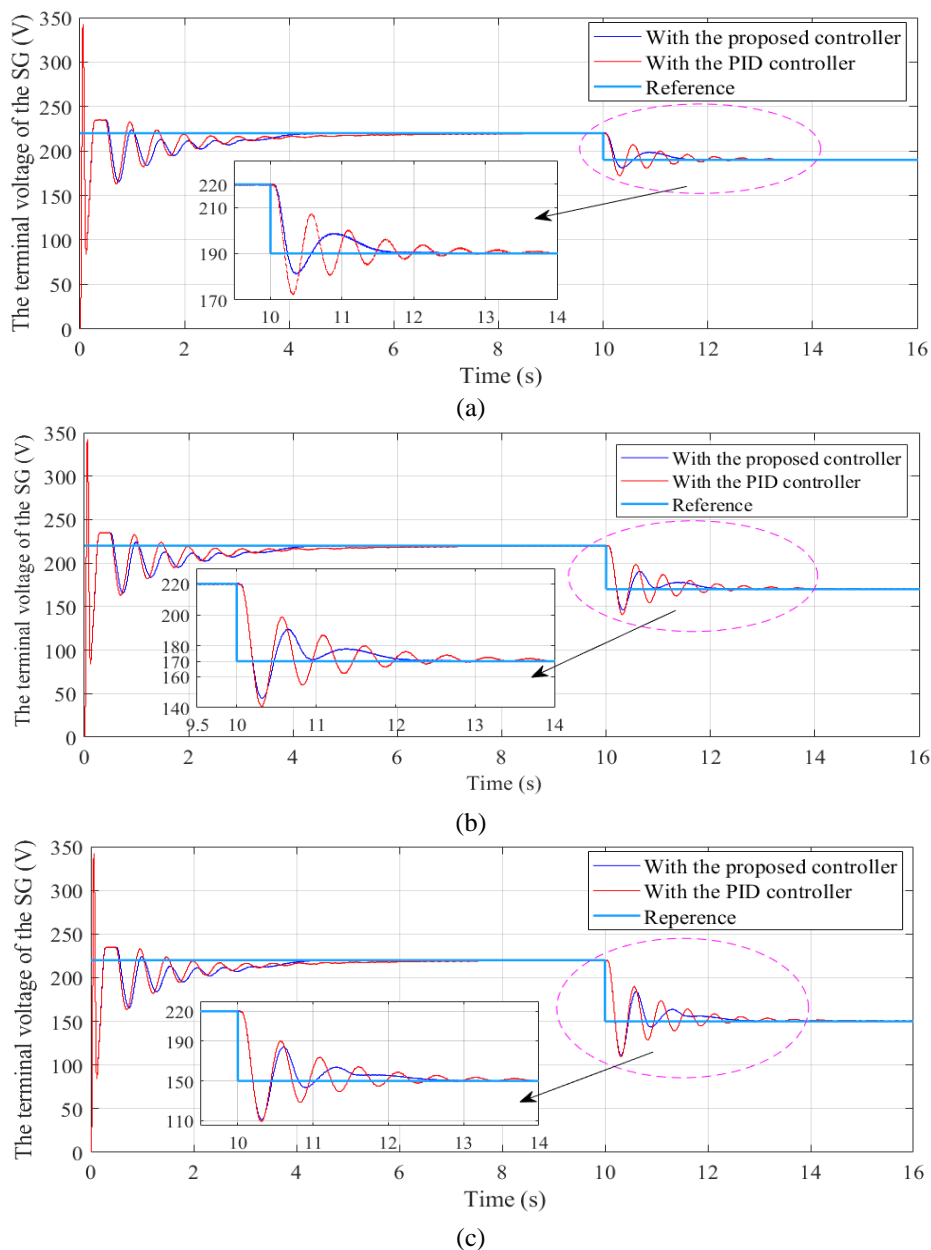 (a)
350
300
250
200
150
100
50
0
The terminal voltage of the SG (V)
With the proposed controller
With the PID controller
Reference
220
210
190
170
10 11 12 13 14
0 2 4 6 8 10 12 14 16
Time (s)
(a)
350
300
250
200
150
100
50
0
The terminal voltage of the SG (V)
With the proposed controller
With the PID controller
Reference
220
200
180
170
160
140
9.5 10 11 12 13 14
0 2 4 6 8 10 12 14 16
Time (s)
(b)
350
300
250
200
150
100
50
0
The terminal voltage of the SG (V)
With the proposed controller
With the PID controller
Reperence
220
190
150
110
10 11 12 13 14
0 2 4 6 8 10 12 14 16
Time (s)
(c)